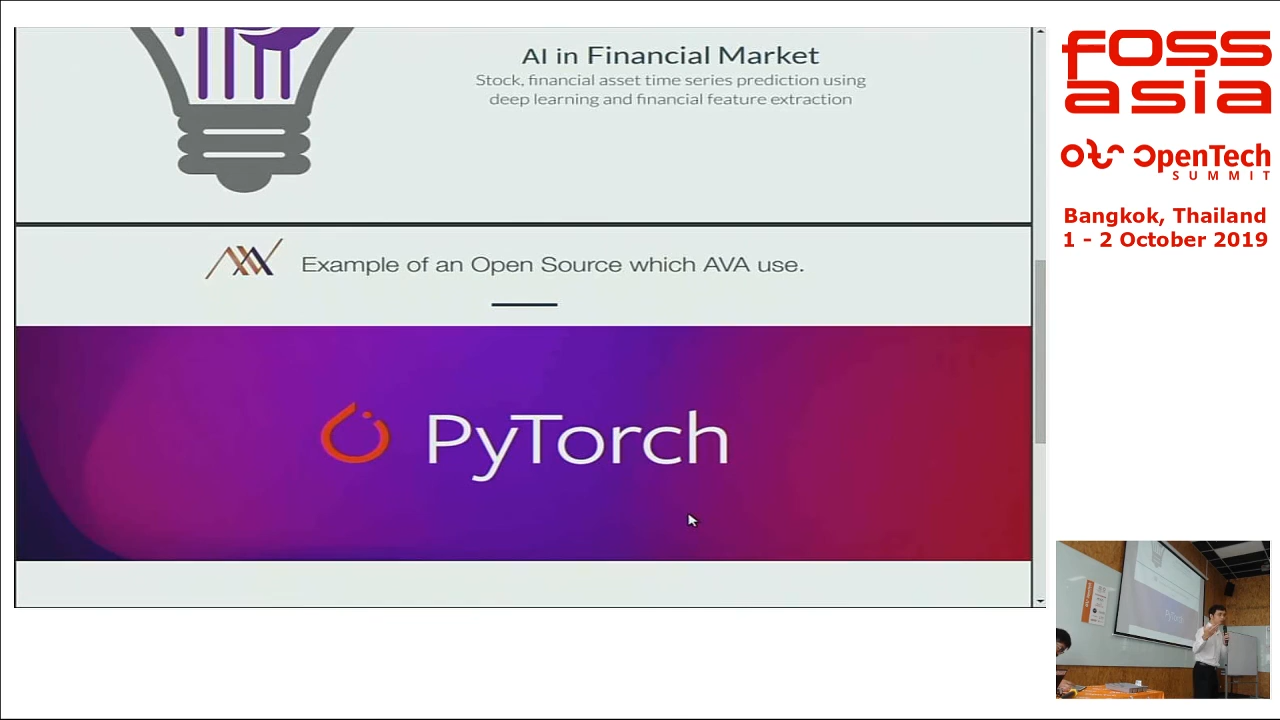 AI in Financial Market
Stock, financial asset time series prediction using
deep learning and financial feature extraction
Example of an Open Source which AVA use.
PyTorch
FOSS
asia
OpenTech
SUMMIT
Bangkok, Thailand
1 - 2 October 2019
PyTorch